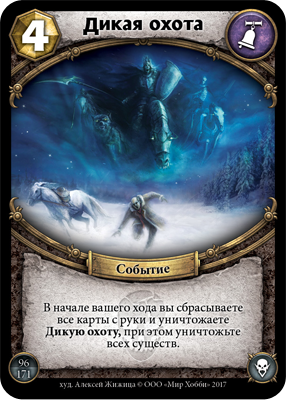 4
Дикая охота
Событие
В начале вашего хода вы сбрасываете
все карты с руки и уничтожаете
Дикую охоту, при этом уничтожьте
всех существ.
96
171
худ. Алексей Жижица © ООО «Мир Хобби» 2017